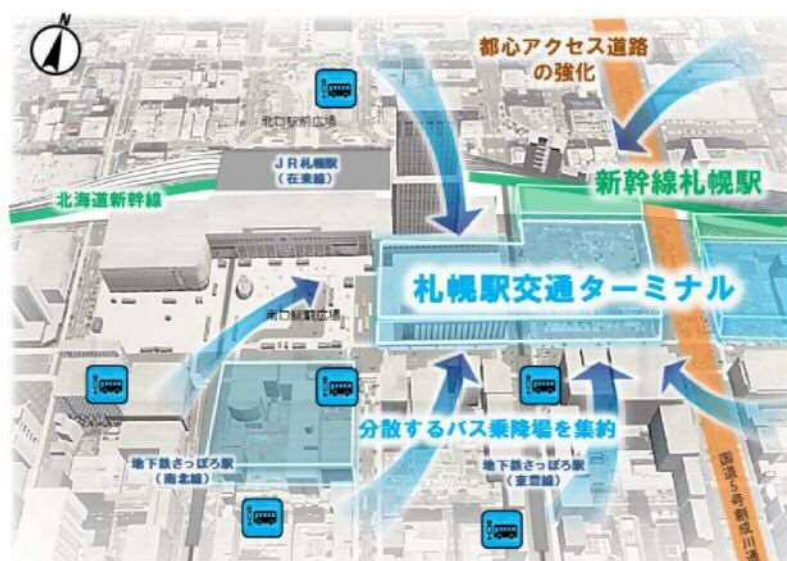 N
都心アクセス道路
の強化
北口駅前広場
JR札幌駅
(在来線)
北海道新幹線
新幹線札幌駅
札幌駅交通ターミナル
南口駅前広場
分散するバス乗降場を集約
地下鉄さっぽろ駅
(南北線)
地下鉄さっぽろ駅
(東豊線)
国道5号創成川通